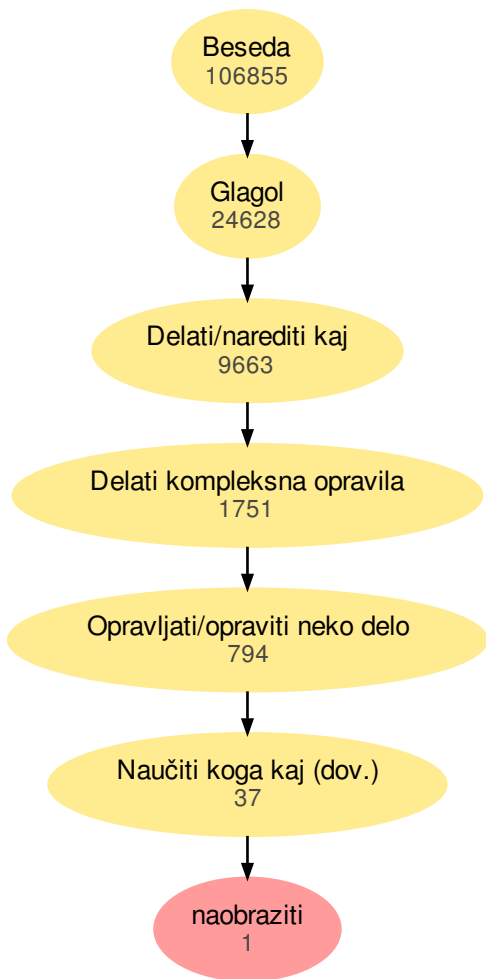 Beseda
106855
Glagol
24628
Delati/narediti kaj
9663
Delati kompleksna opravila
1751
Opravljati/opraviti neko delo
794
Naučiti koga kaj (dov.)
37
naobraziti
1